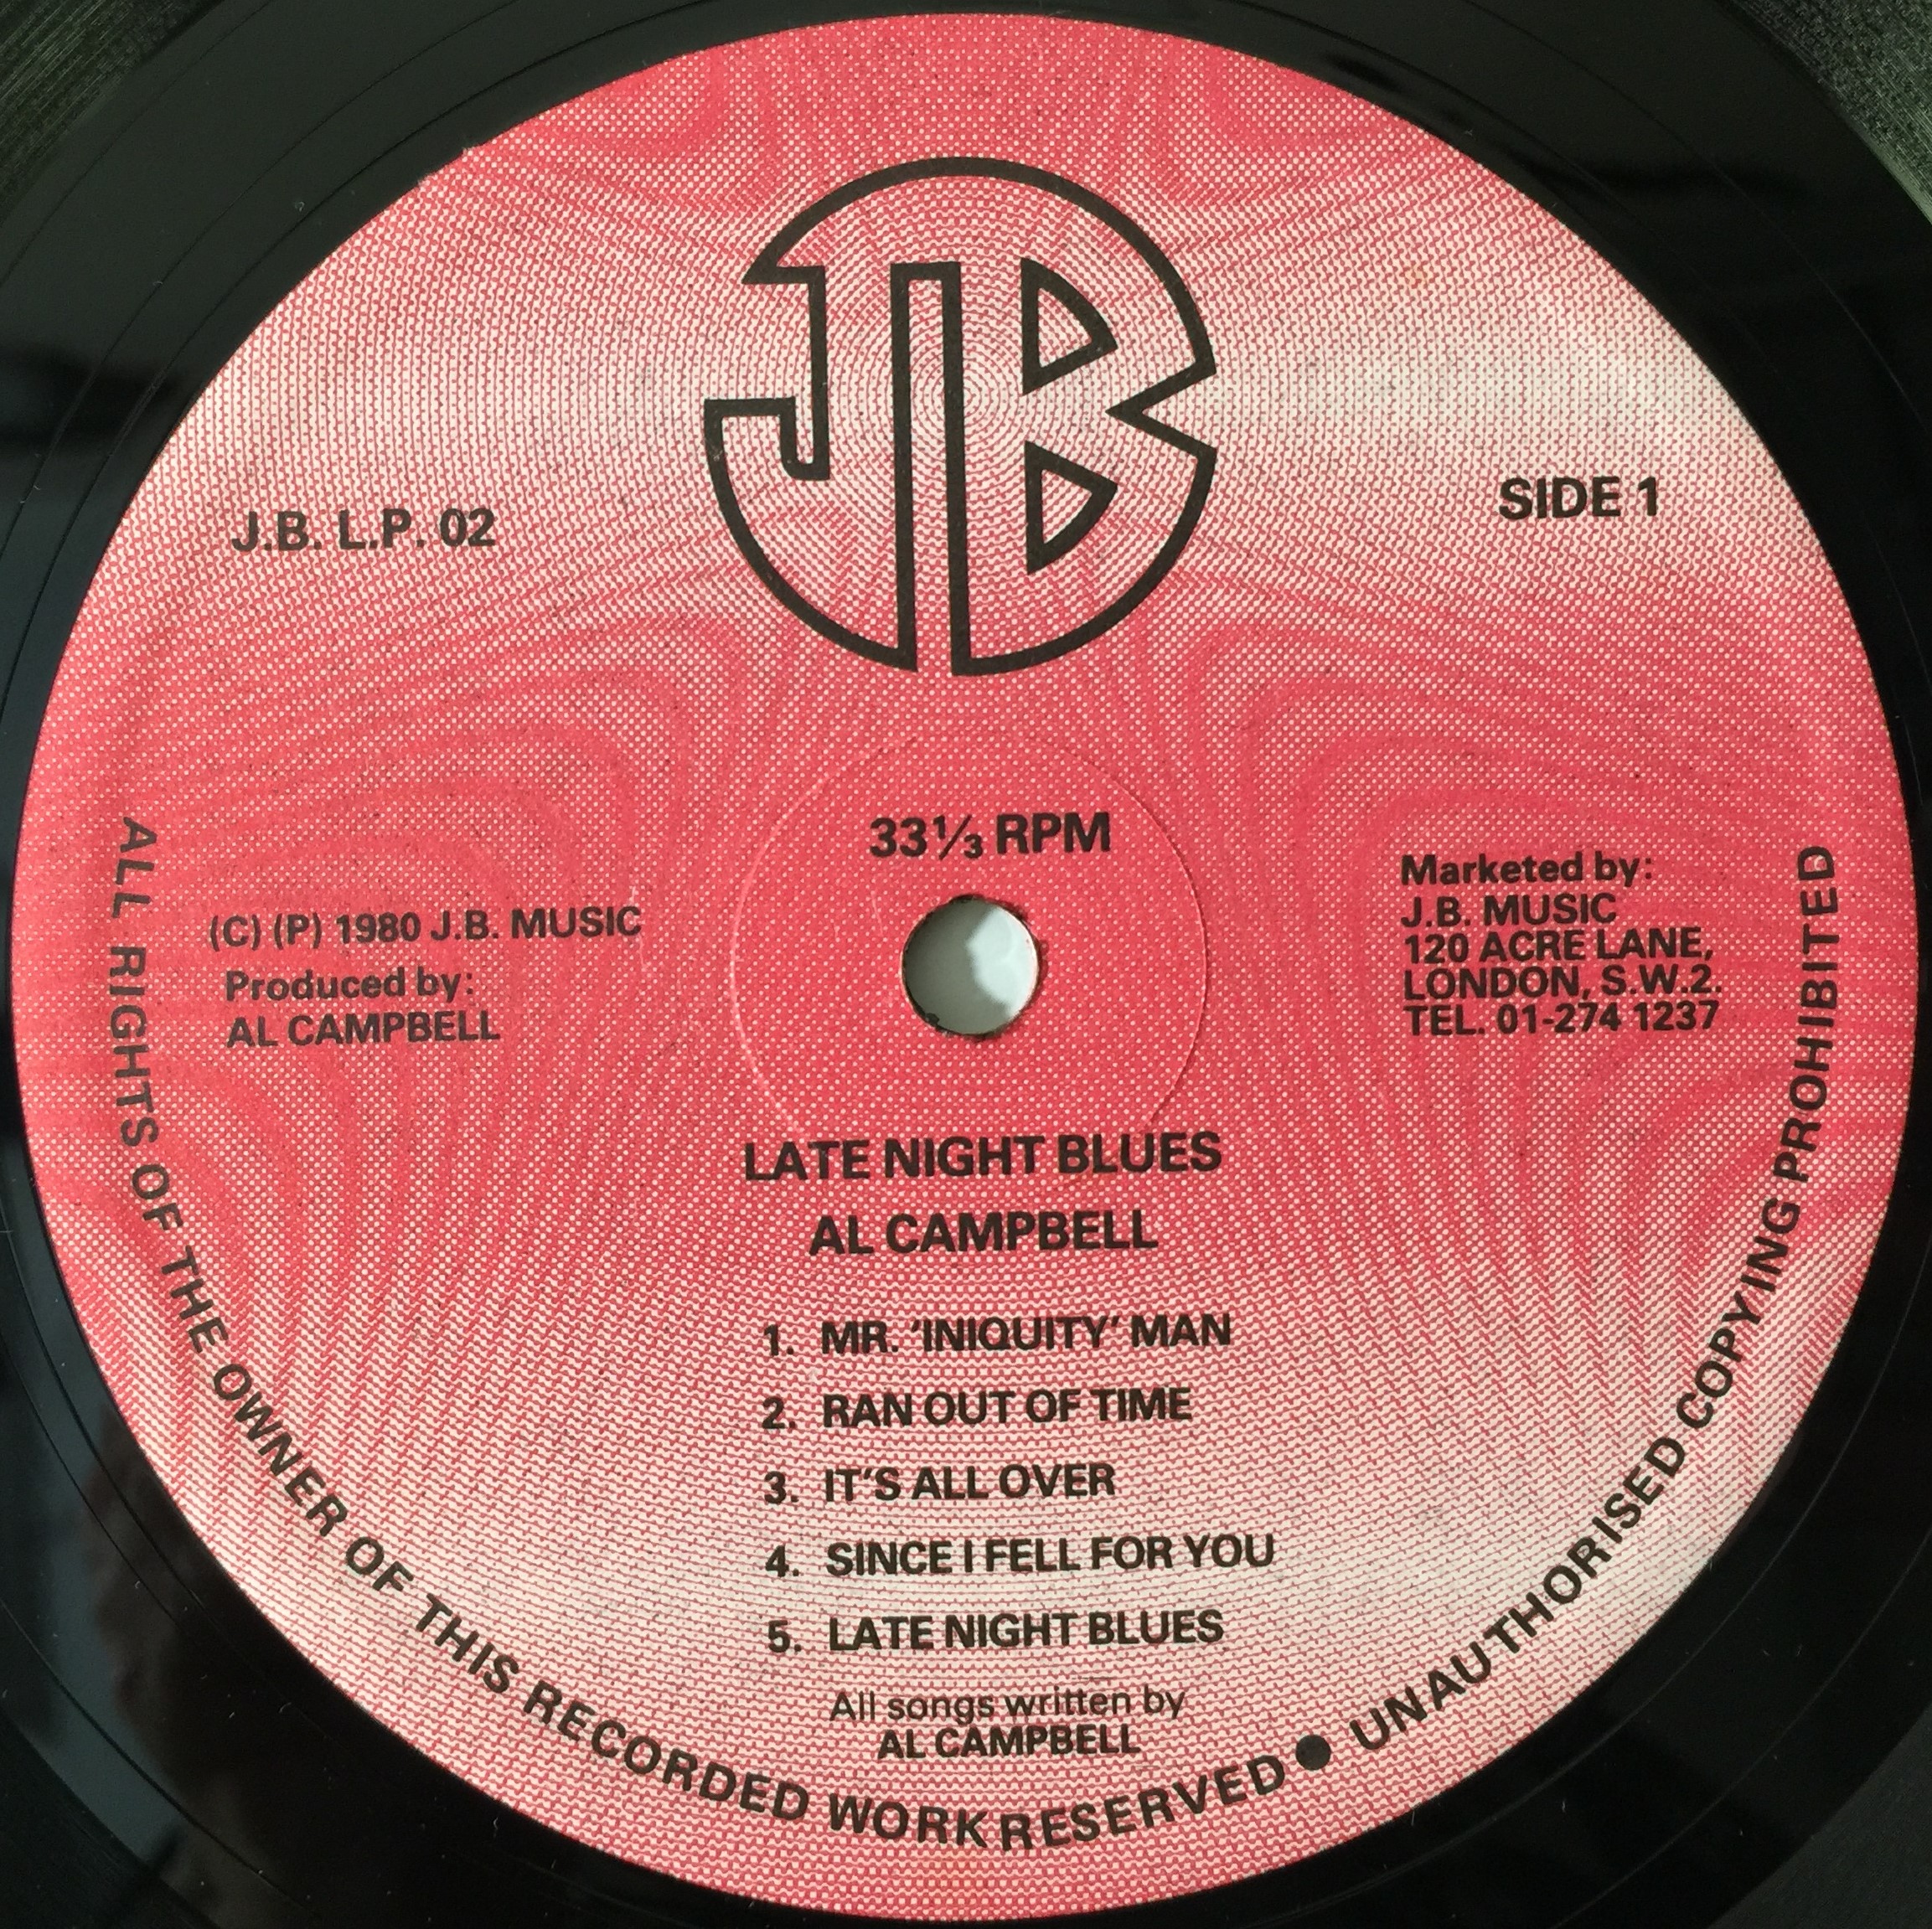 JB
J.B. L.P. 02
SIDE 1
33⅓ RPM
(C) (P) 1980 J.B. MUSIC
Produced by:
AL CAMPBELL
Marketed by:
J.B. MUSIC
120 ACRE LANE,
LONDON, S.W.2.
TEL. 01-274 1237
LATE NIGHT BLUES
AL CAMPBELL
1. MR. 'INIQUITY' MAN
2. RAN OUT OF TIME
3. IT'S ALL OVER
4. SINCE I FELL FOR YOU
5. LATE NIGHT BLUES
All songs written by
AL CAMPBELL
ALL RIGHTS OF THE OWNER OF THIS RECORDED WORK RESERVED ● UNAUTHORISED COPYING PROHIBITED